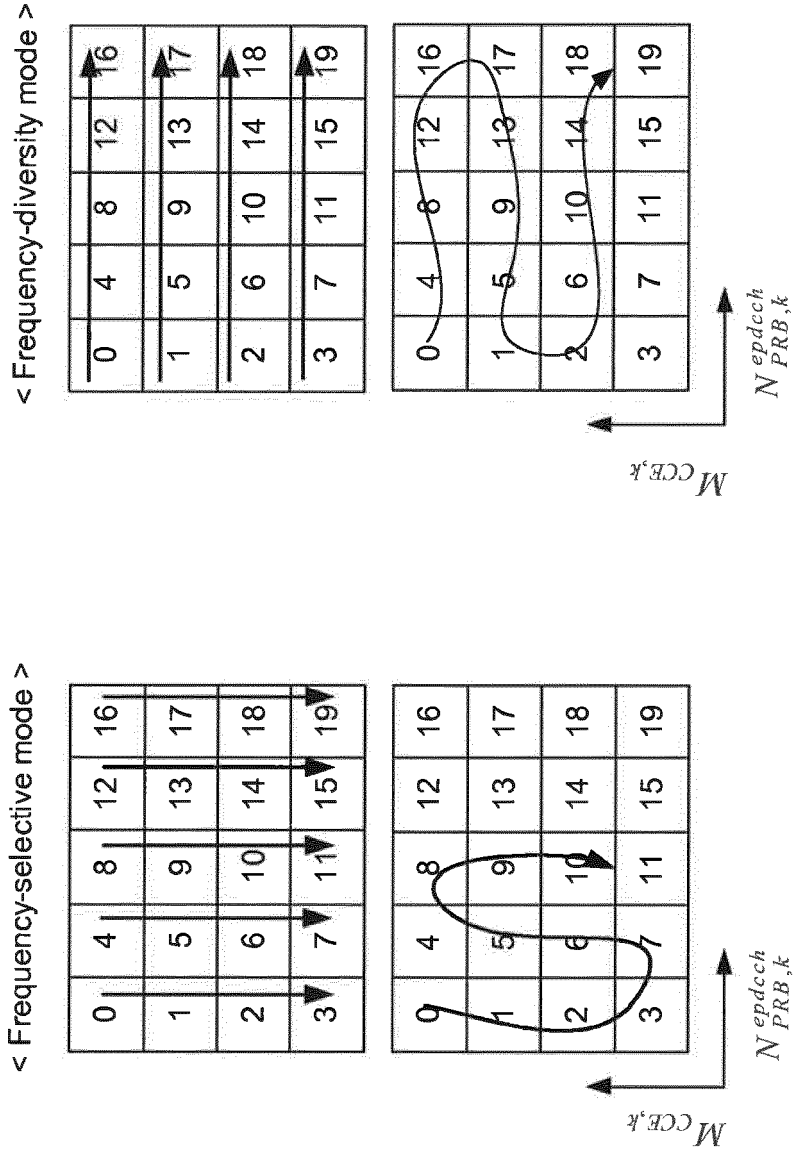 < Frequency-selective mode >
0 4 8 12 16
1 5 9 13 17
2 6 10 14 18
3 7 11 15 19
0 4 8 12 16
1 5 9 13 17
2 6 10 14 18
3 7 11 15 19
M CCE,k
N epdcch PRB,k
< Frequency-diversity mode >
0 4 8 12 16
1 5 9 13 17
2 6 10 14 18
3 7 11 15 19
0 4 8 12 16
1 5 9 13 17
2 6 10 14 18
3 7 11 15 19
M CCE,k
N epdcch PRB,k